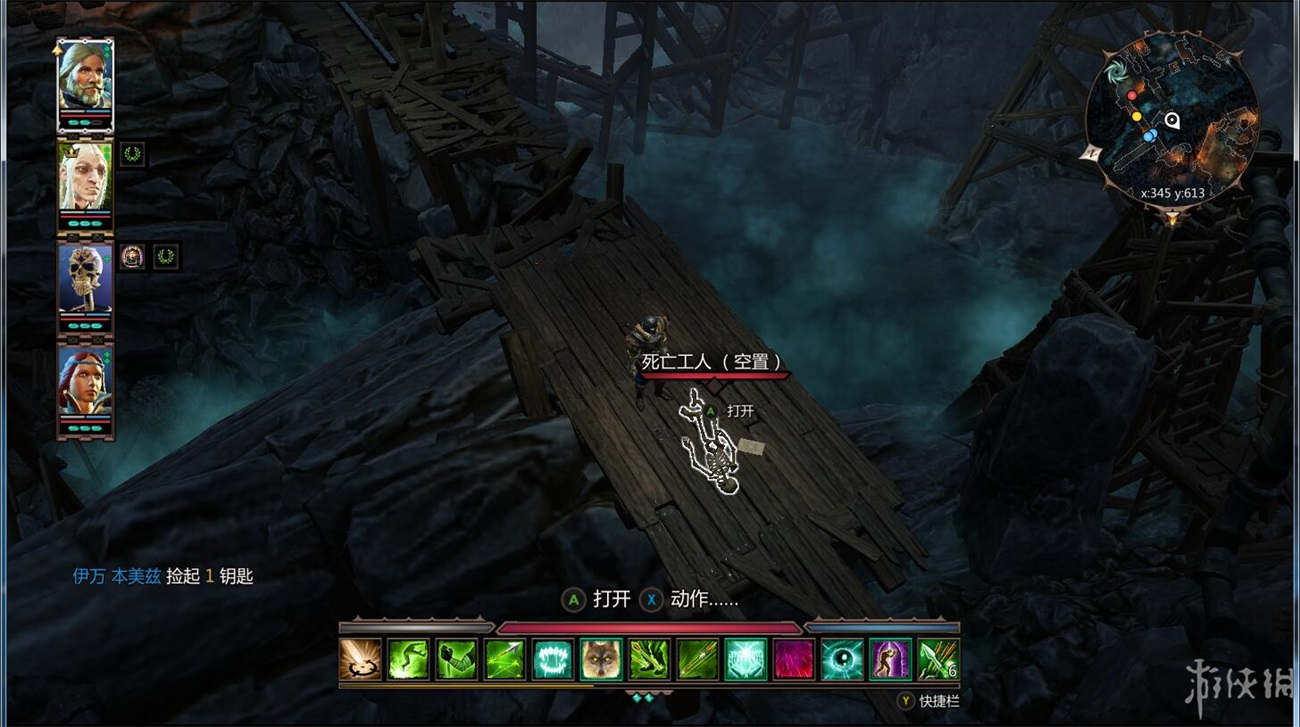 x:345 y:613
死亡工人（空置）
A 打开
伊万 本美兹 捡起 1 钥匙
A 打开 X 动作......
6
Y 快捷栏
游侠網